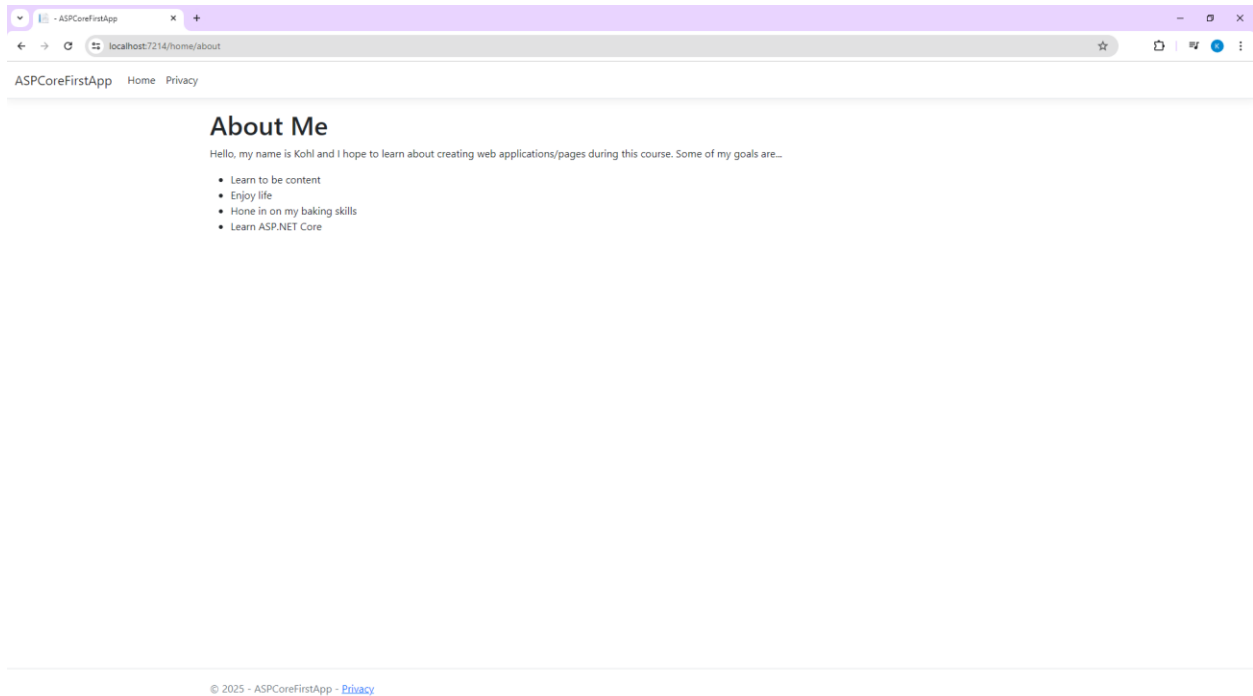 - ASPCoreFirstApp
localhost:7214/home/about
K
ASPCoreFirstApp Home Privacy
About Me
Hello, my name is Kohl and I hope to learn about creating web applications/pages during this course. Some of my goals are...
Learn to be content
Enjoy life
Hone in on my baking skills
Learn ASP.NET Core
© 2025 - ASPCoreFirstApp - Privacy